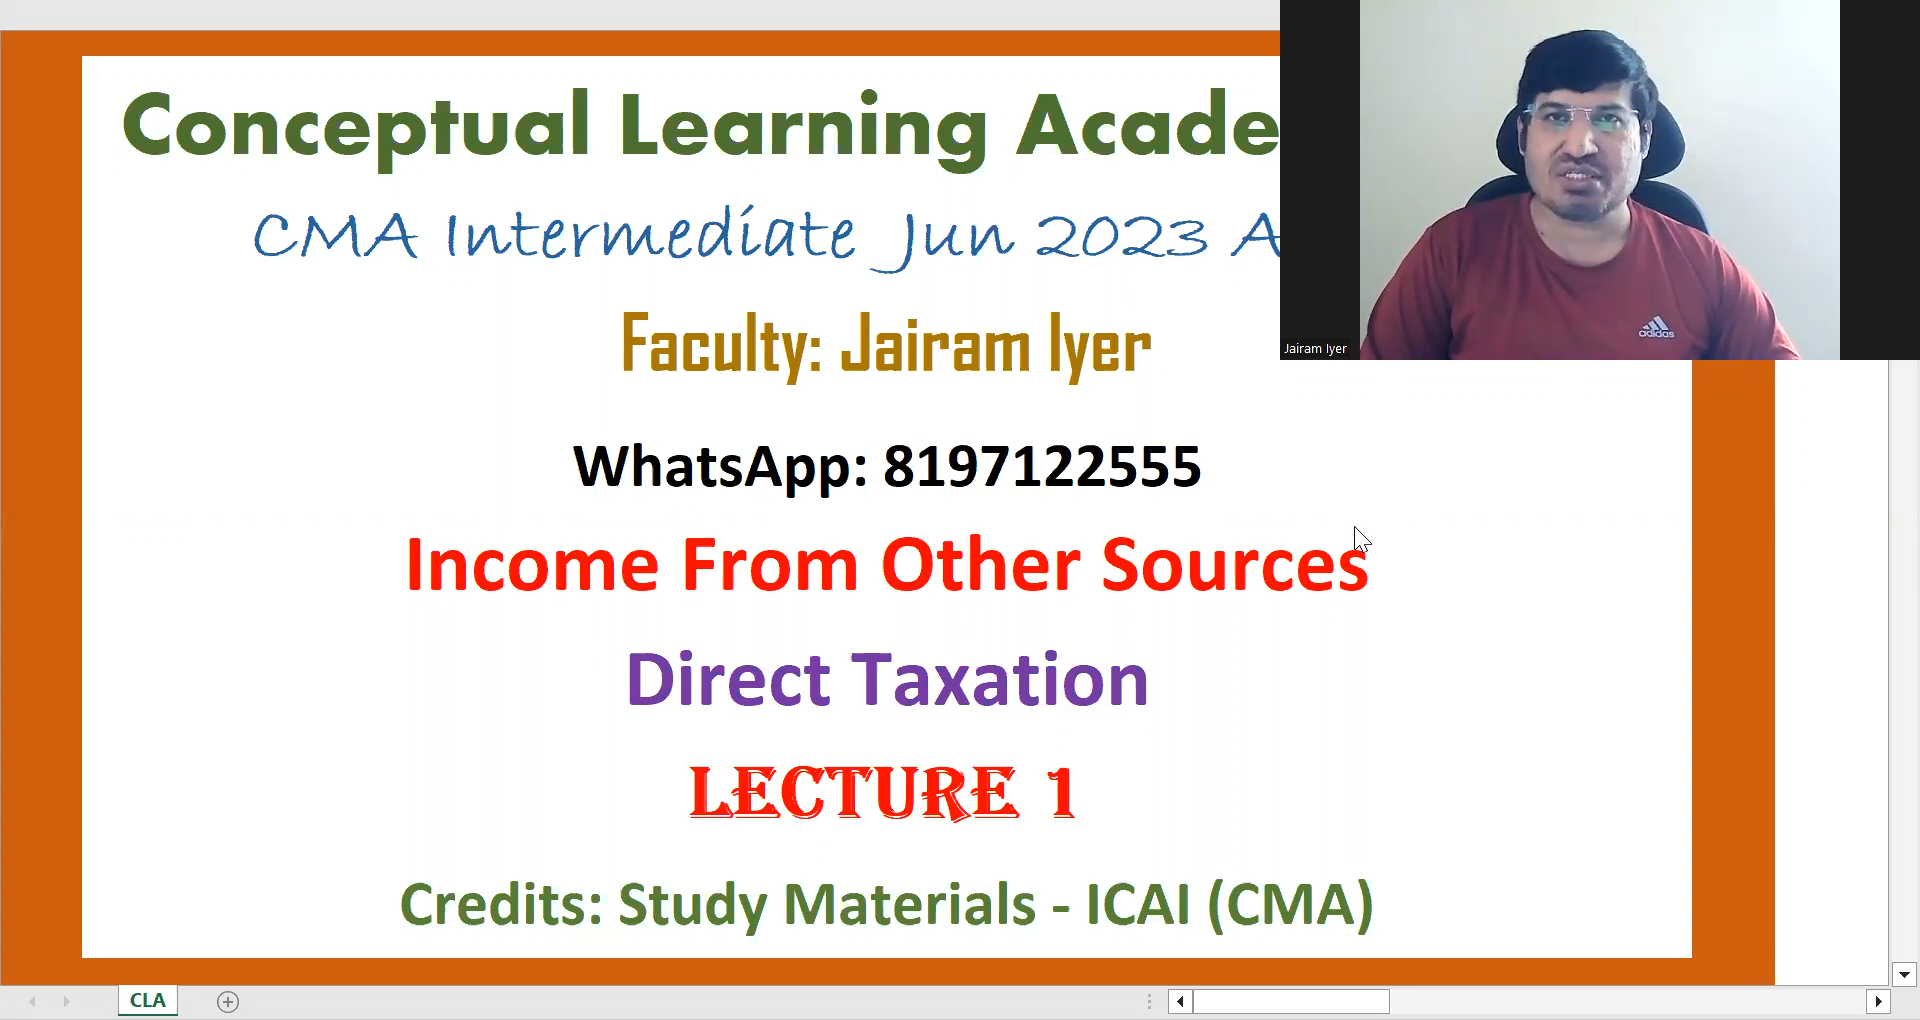 Conceptual Learning Acade
CMA Intermediate Jun 2023 A
Faculty: Jairam Iyer
WhatsApp: 8197122555
Income From Other Sources
Direct Taxation
LECTURE 1
Credits: Study Materials - ICAI (CMA)
adidas
Jairam Iyer
CLA